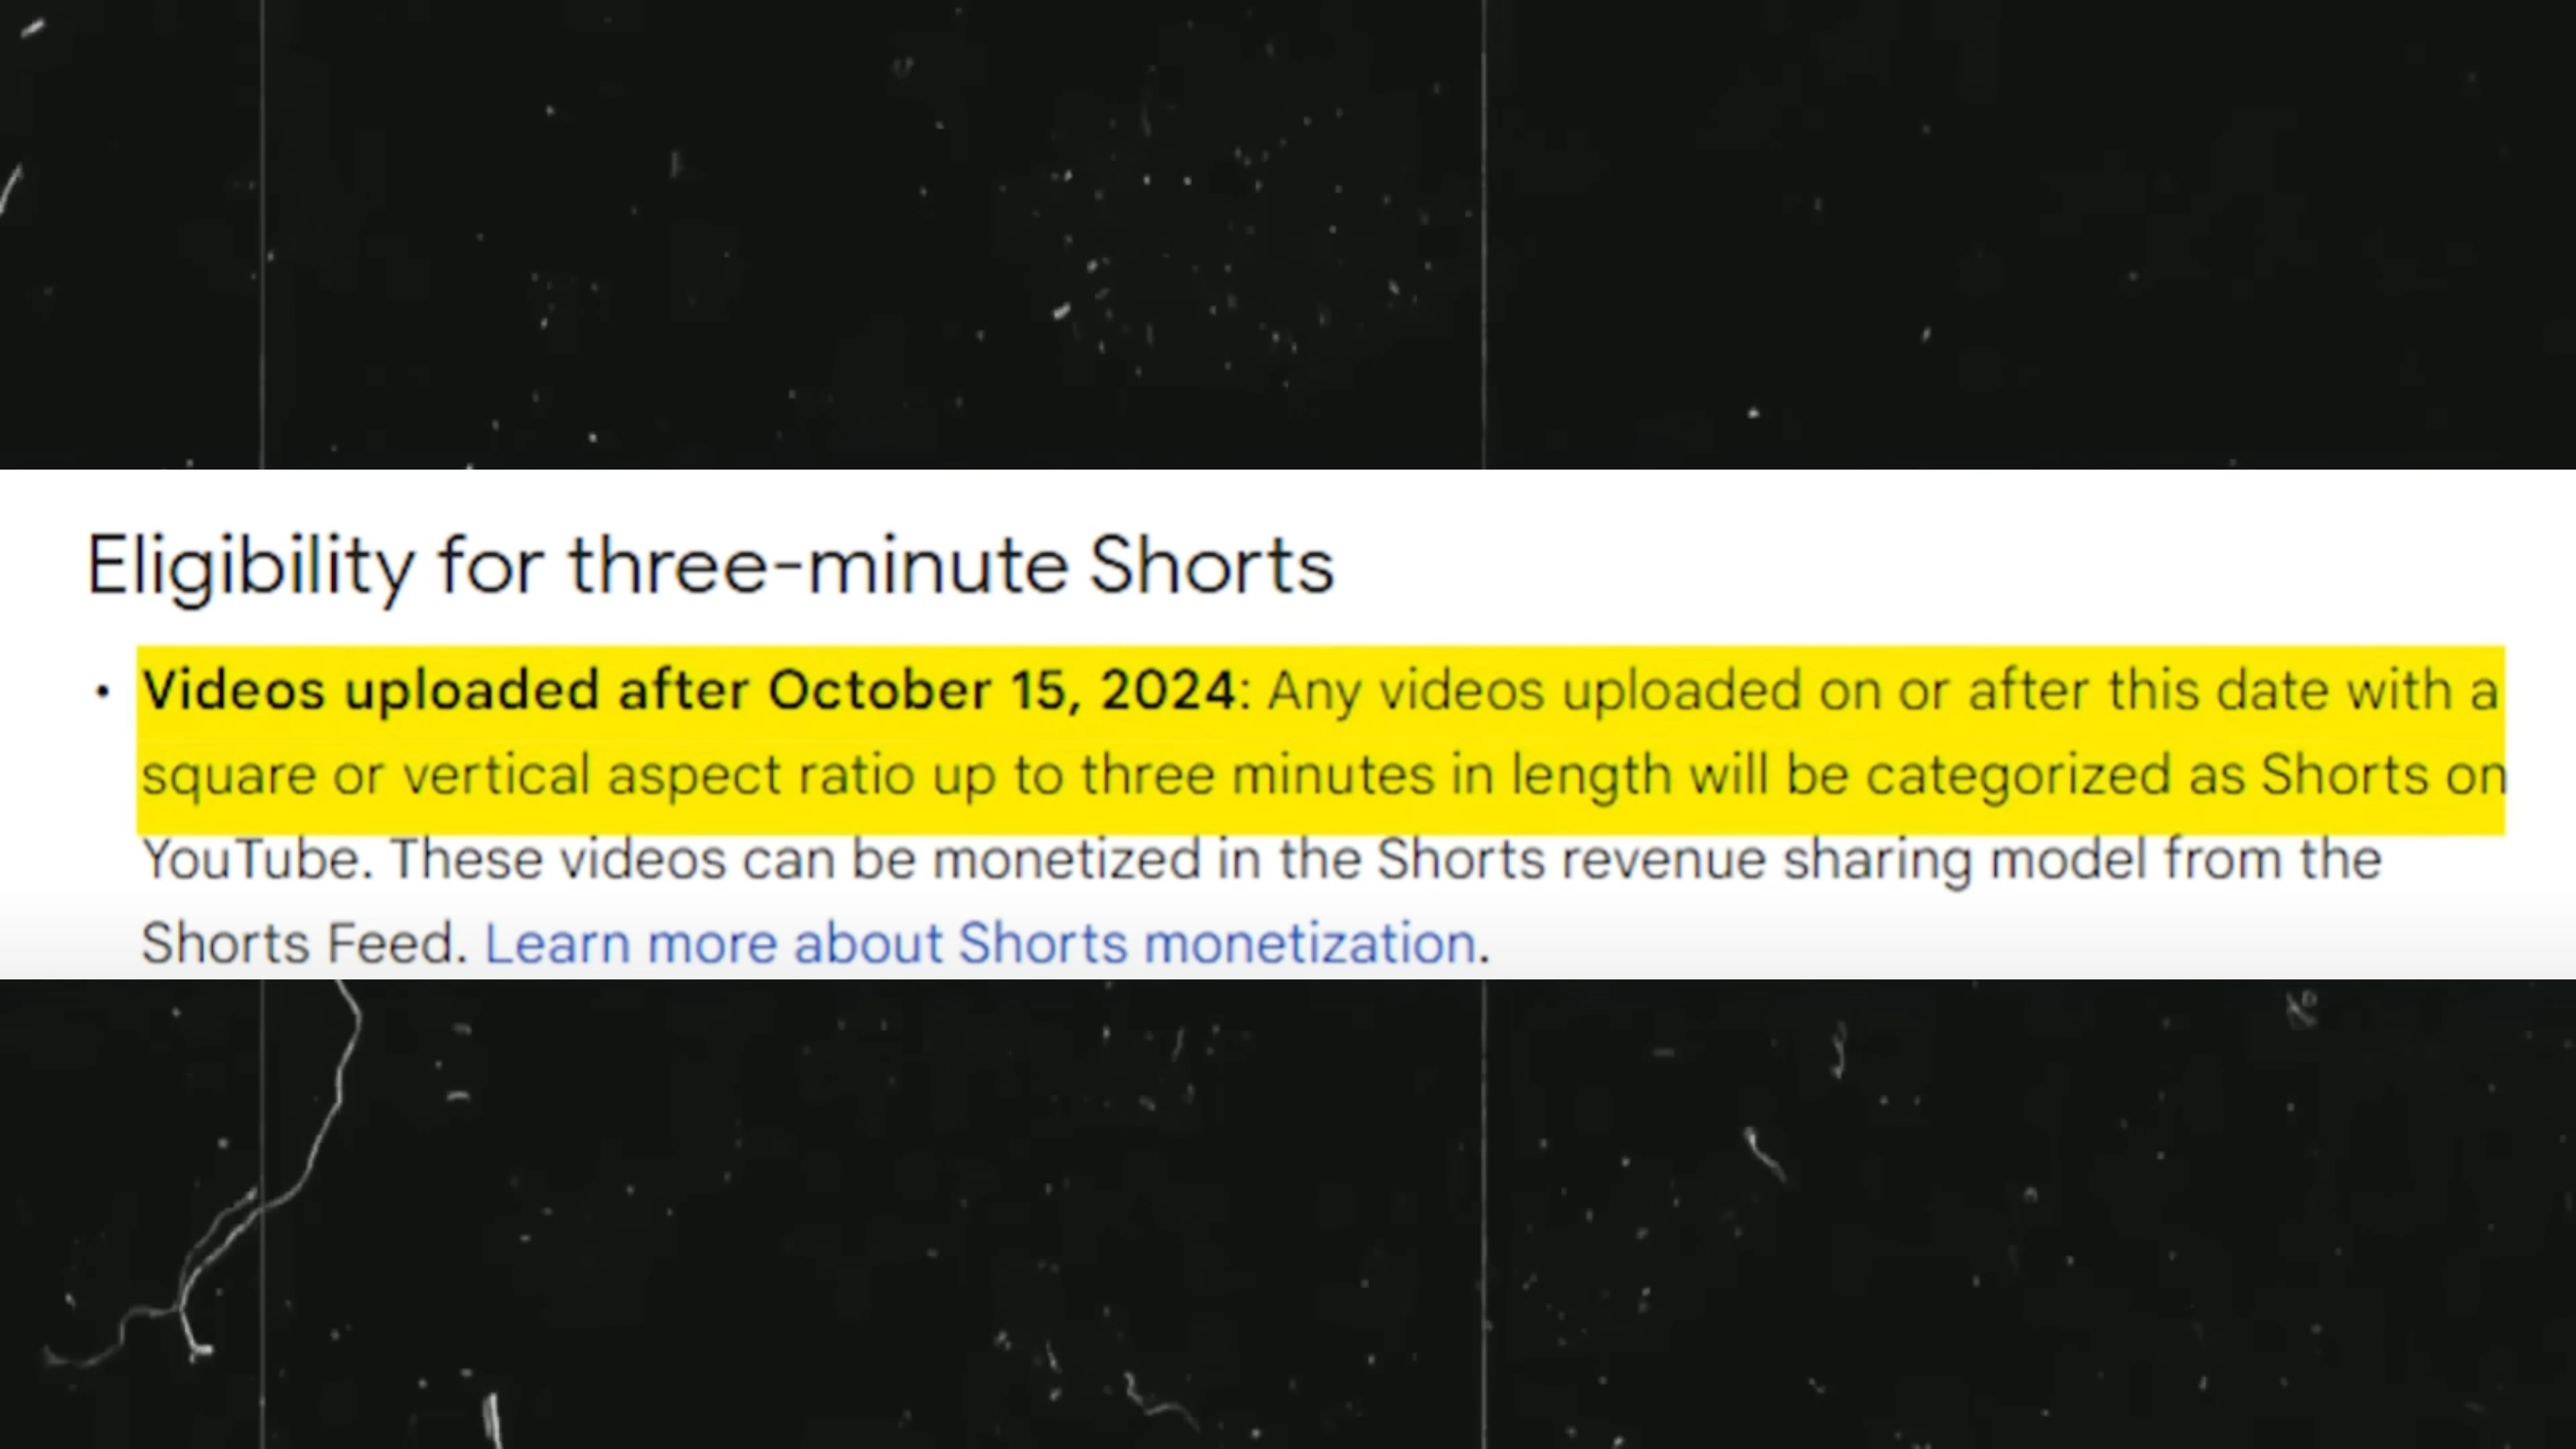 Eligibility for three-minute Shorts
• Videos uploaded after October 15, 2024: Any videos uploaded on or after this date with a
square or vertical aspect ratio up to three minutes in length will be categorized as Shorts on
YouTube. These videos can be monetized in the Shorts revenue sharing model from the
Shorts Feed. Learn more about Shorts monetization.